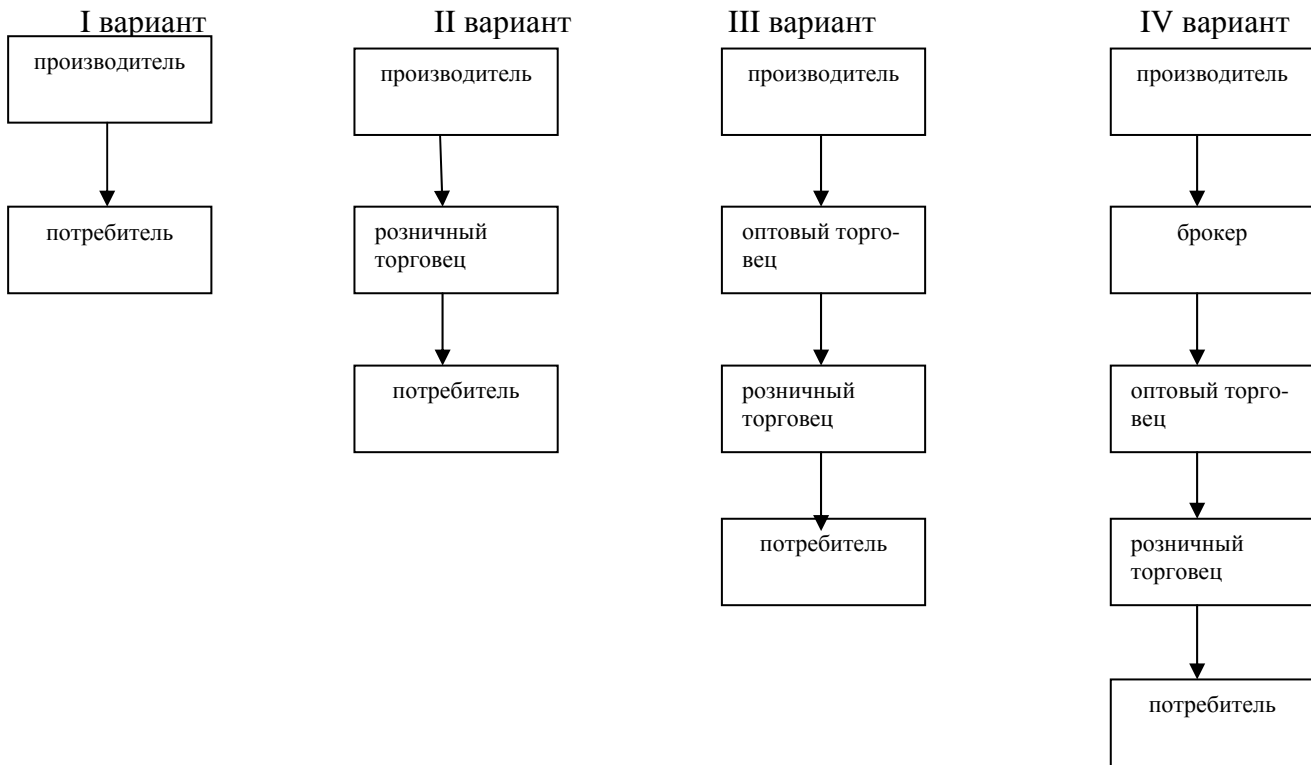 I вариант
II вариант
III вариант
IV вариант
производитель
производитель
производитель
производитель
потребитель
розничный
торговец
оптовый торго-
вец
брокер
потребитель
розничный
торговец
оптовый торго-
вец
потребитель
розничный
торговец
потребитель